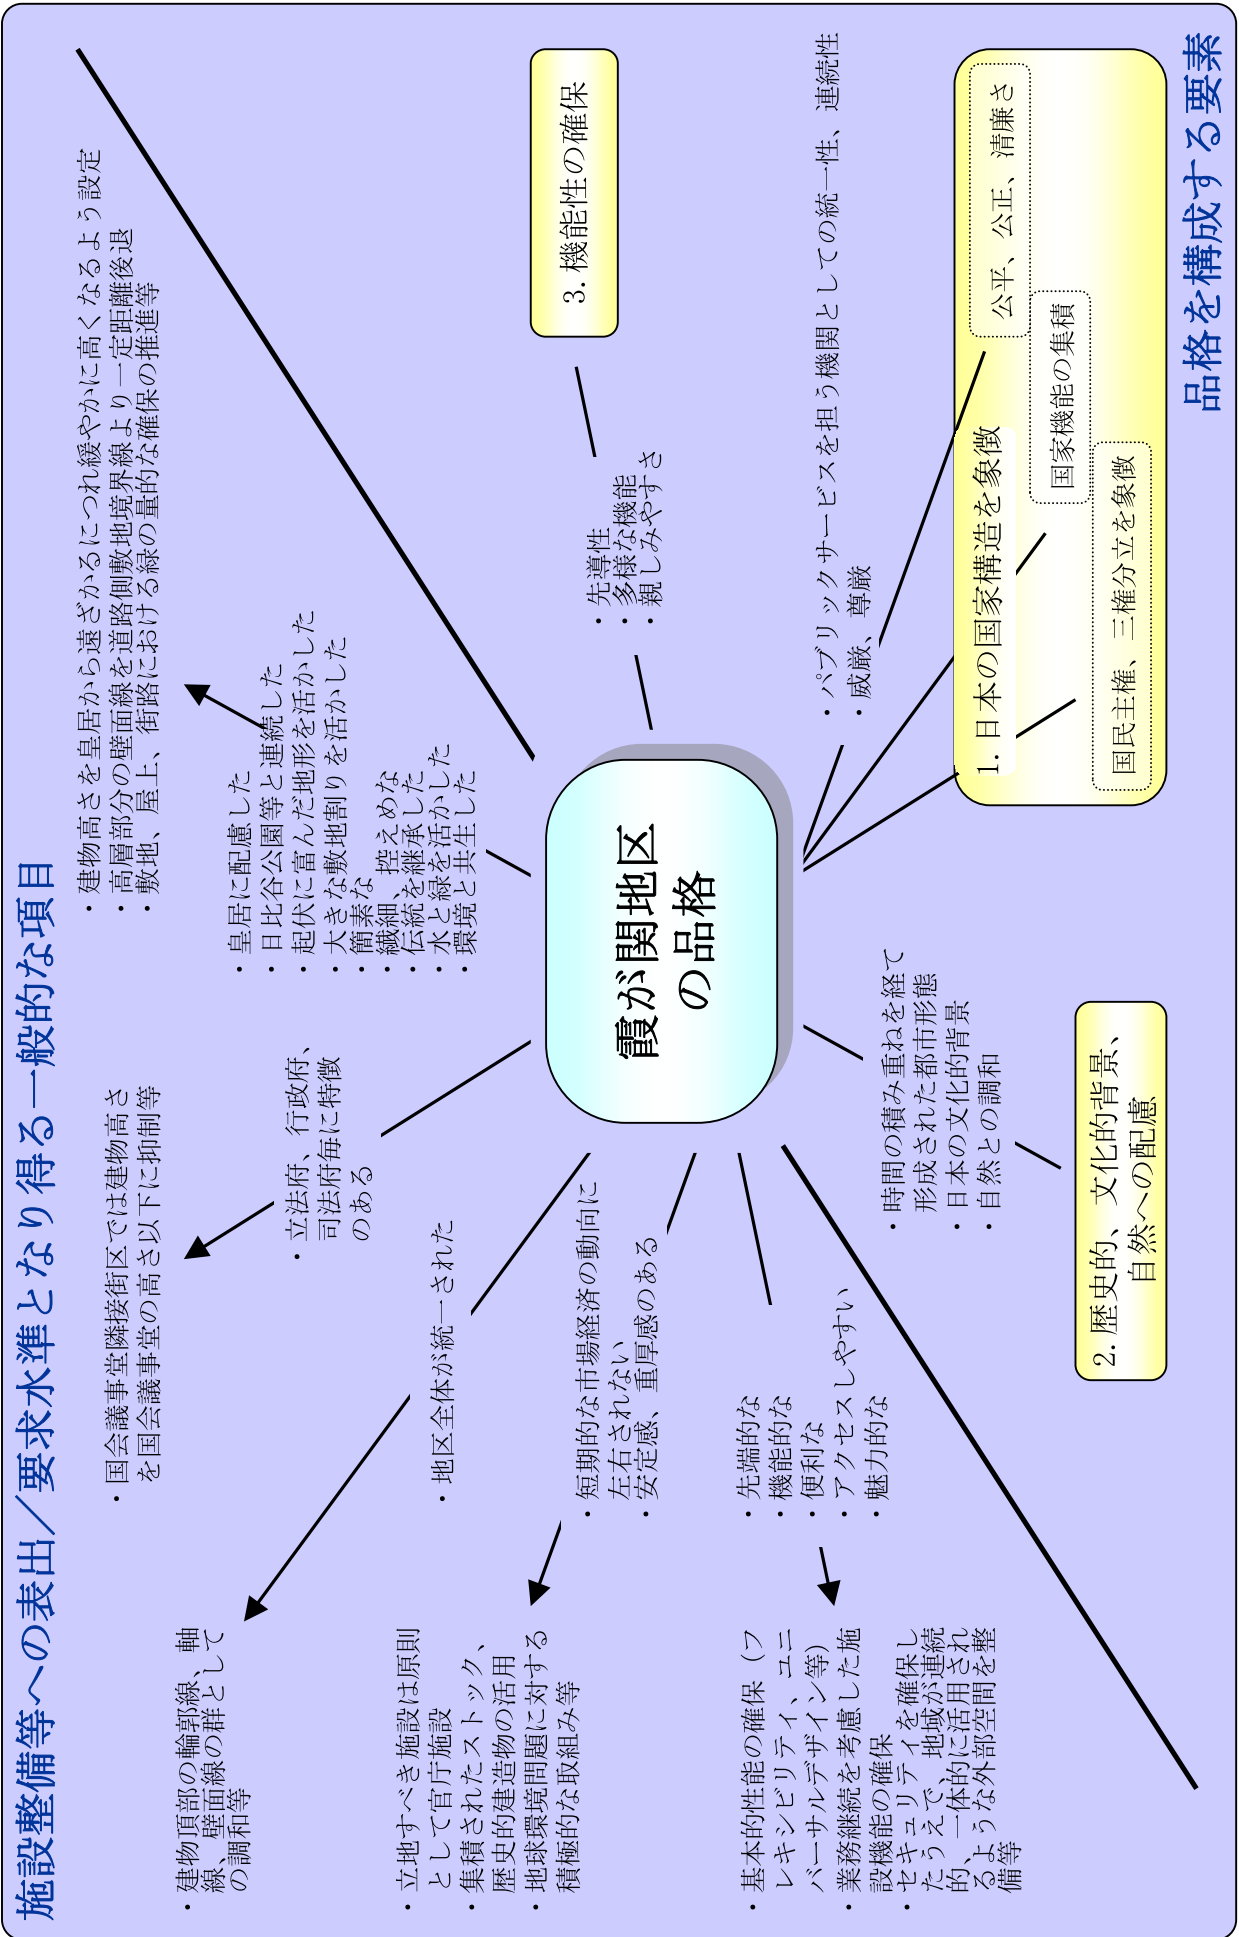 施設整備等への表出／要求水準となり得る一般的な項目
・建物頂部の輪郭線、軸
線、壁面線の群として
の調和等
・国会議事堂隣接街区では建物高さ
を国会議事堂の高さ以下に抑制等
・建物高さを皇居から遠ざかるにつれ緩やかに高くなるよう設定
・高層部分の壁面線を道路側敷地境界線より一定距離後退
・敷地、屋上、街路における緑の量的な確保の推進等
・立法府、行政府、
司法府毎に特徴
のある
・皇居に配慮した
・日比谷公園等と連続した
・起伏に富んだ地形を活かした
・大きな敷地割りを活かした
・簡素な
・繊細、控えめな
・伝統を継承した
・水と緑を活かした
・環境と共生した
・地区全体が統一された
・立地すべき施設は原則
として官庁施設
・集積されたストック、
歴史的建造物の活用
・地球環境問題に対する
積極的な取組み等
・短期的な市場経済の動向に
左右されない
・安定感、重厚感のある
霞が関地区
の品格
・先導性
・多様な機能
・親しみやすさ
3. 機能性の確保
・基本的性能の確保（フ
レキシビリティ、ユニ
バーサルデザイン等）
・業務継続を考慮した施
設機能の確保
・セキュリティを確保し
たうえで、地域が連続
的、一体的に活用され
るような外部空間を整
備等
・先端的な
・機能的な
・便利な
・アクセスしやすい
・魅力的な
・時間の積み重ねを経て
形成された都市形態
・日本の文化的背景
・自然との調和
・パブリックサービスを担う機関としての統一性、連続性
・威厳、尊厳
2. 歴史的、文化的背景、
自然への配慮
1. 日本の国家構造を象徴
公平、公正、清廉さ
国家機能の集積
国民主権、三権分立を象徴
品格を構成する要素